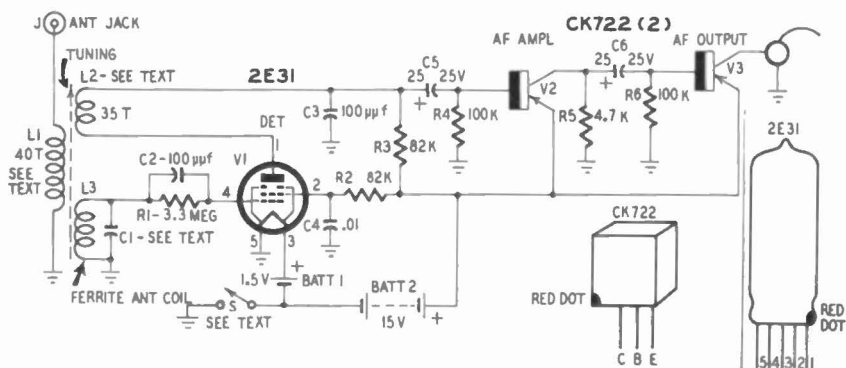 J
ANT JACK
TUNING
L2-SEE TEXT
35 T
L1
40T
SEE
TEXT
L3
C2-100µµf
R1-3.3 MEG
C1-SEE TEXT
FERRITE ANT COIL
2E31
DET
V1
1
2
3
4
5
C3
100µµf
C4
.01
R2
82K
R3
82K
C5
25
25V
+
R4
100K
1.5V
+
BATT 1
S
SEE TEXT
BATT 2
15V
+
AF AMPL
V2
CK722 (2)
C6
25
25V
+
R5
4.7 K
R6
100 K
AF OUTPUT
V3
CK722
RED DOT
C B E
2E31
RED
DOT
5 4 3 2 1